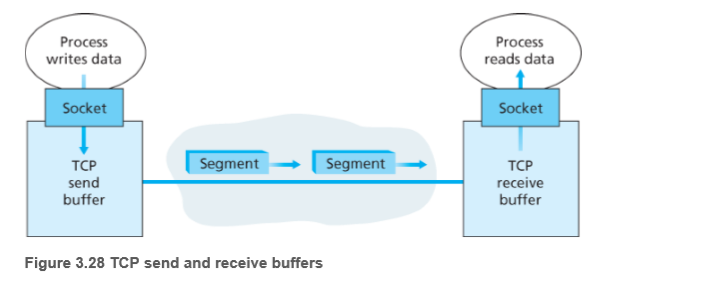 Process
writes data
Process
reads data
Socket
Socket
Segment
Segment
TCP
send
buffer
TCP
receive
buffer
Figure 3.28 TCP send and receive buffers